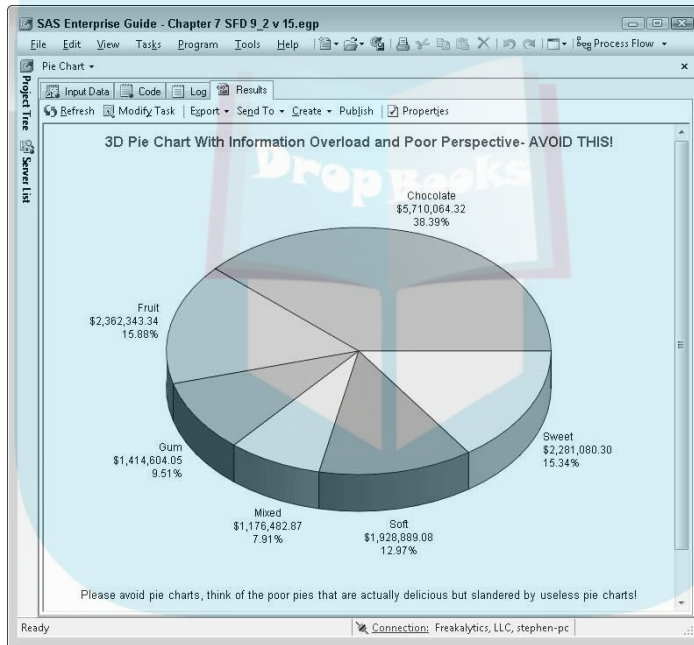 SAS Enterprise Guide - Chapter 7 SFD 9_2 v 15.egp
File Edit View Tasks Program Tools Help Process Flow
Pie Chart
Project Tree
Server List
Input Data Code Log Results
Refresh Modify Task Export Send To Create Publish Properties
3D Pie Chart With Information Overload and Poor Perspective- AVOID THIS!
Drop Books
Chocolate
$5,710,064.32
38.39%
Fruit
$2,362,343.34
15.88%
Sweet
$2,281,080.30
15.34%
Gum
$1,414,604.05
9.51%
Mixed
$1,176,482.87
7.91%
Soft
$1,928,889.08
12.97%
Please avoid pie charts, think of the poor pies that are actually delicious but slandered by useless pie charts!
Ready
Connection: Freakalytics, LLC, stephen-pc